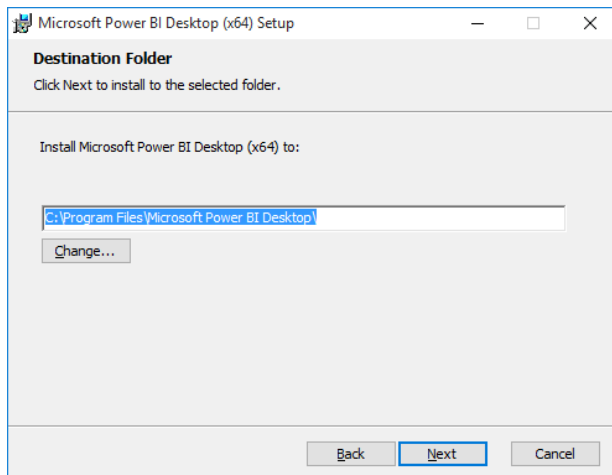 Microsoft Power BI Desktop (x64) Setup
Destination Folder
Click Next to install to the selected folder.
Install Microsoft Power BI Desktop (x64) to:
C:\Program Files\Microsoft Power BI Desktop\
Change...
Back Next Cancel